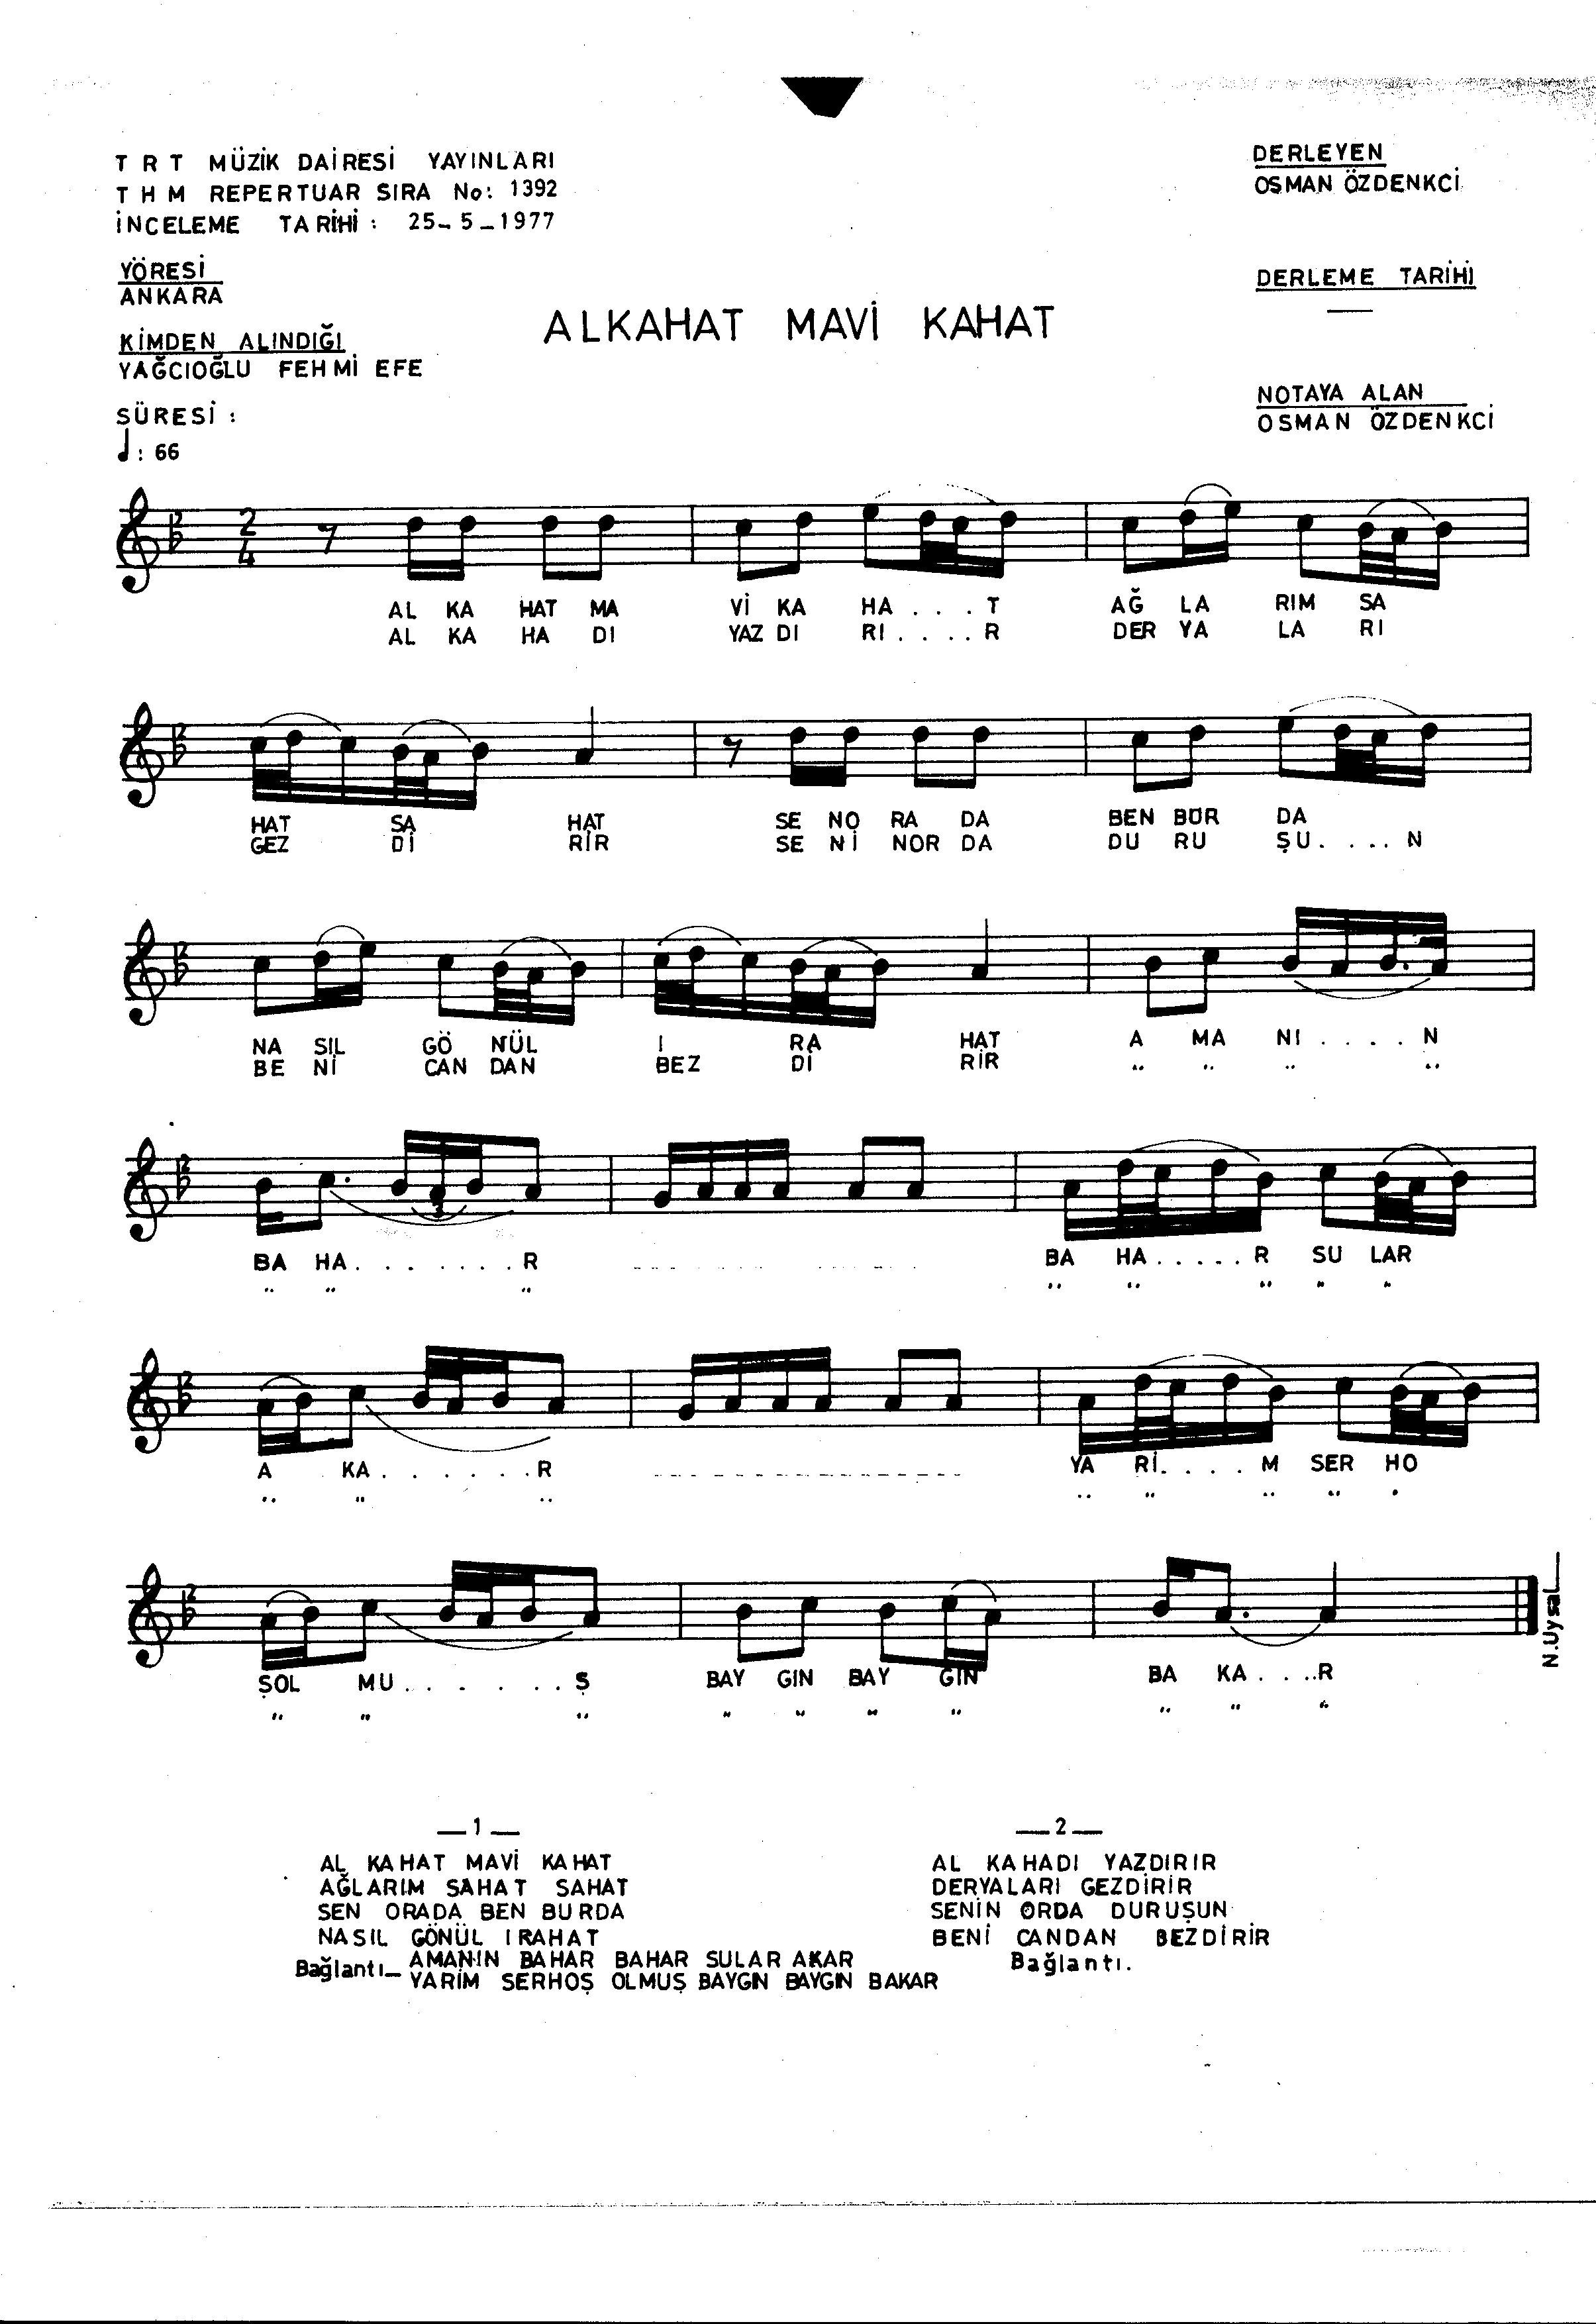 T R T MÜZİK DAİRESİ YAYINLARI
T H M REPERTUAR SIRA No: 1392
İNCELEME TARİHİ : 25-5-1977
DERLEYEN
OSMAN ÖZDENKCİ
YÖRESİ
ANKARA
DERLEME TARİHİ
—
ALKAHAT MAVİ KAHAT
KİMDEN ALINDIĞI
YAĞCIOĞLU FEHMİ EFE
NOTAYA ALAN
OSMAN ÖZDENKCİ
SÜRESİ :
♩: 66
2
4
AL KA HAT MA Vİ KA HA . . . T AĞ LA RIM SA
AL KA HA DI YAZ DI RI . . . . R DER YA LA RI
HAT SA HAT SE NO RA DA BEN BUR DA
GEZ Dİ RİR SE Nİ NOR DA DU RU ŞU. . . . N
NA SIL GÖ NÜL I RA HAT A MA NI . . . . N
BE Nİ CAN DAN BEZ Dİ RİR " " " "
3
BA HA. . . . . . . R BA HA . . . . . R SU LAR
" " " " " " " "
A KA . . . . . . . R YA Rİ. . . . M SER HO
" " " " " " " "
ŞOL MU . . . . . . . Ş BAY GIN BAY GIN BA KA . . . . R
" " " " " " " " " "
N.Uysal
— 1 —
AL KAHAT MAVİ KAHAT
AĞLARIM SAHAT SAHAT
SEN ORADA BEN BURDA
NASIL GÖNÜL IRAHAT
Bağlantı— AMANIN BAHAR BAHAR SULAR AKAR
YARİM SERHOŞ OLMUŞ BAYGIN BAYGIN BAKAR
— 2 —
AL KAHADI YAZDIRIR
DERYALARI GEZDİRİR
SENİN ORDA DURUŞUN
BENİ CANDAN BEZDİRİR
Bağlantı.